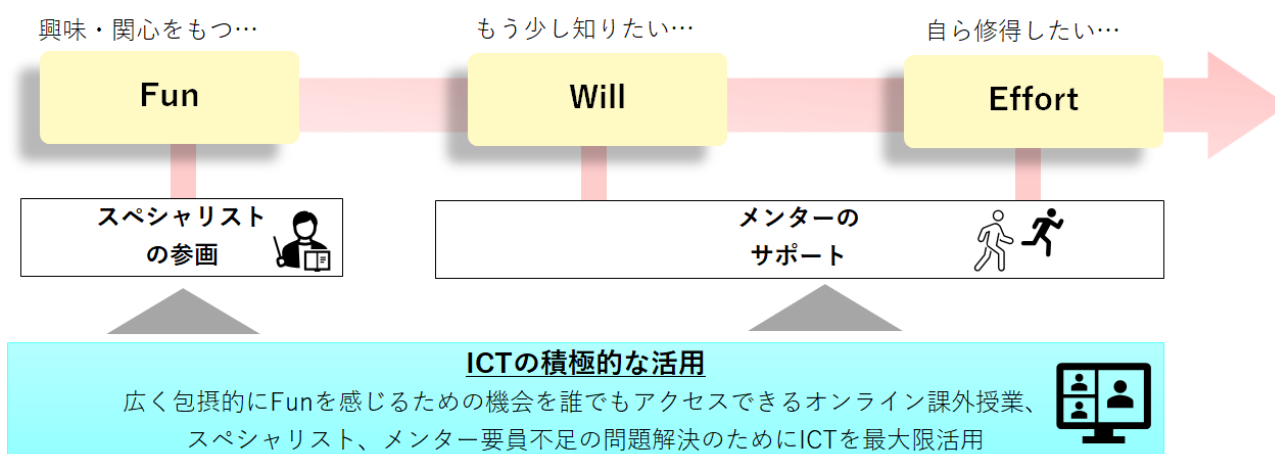 興味・関心をもつ…
もう少し知りたい…
自ら修得したい…
Fun
Will
Effort
スペシャリスト
の参画
メンターの
サポート
ICTの積極的な活用
広く包摂的にFunを感じるための機会を誰でもアクセスできるオンライン課外授業、
スペシャリスト、メンター要員不足の問題解決のためにICTを最大限活用